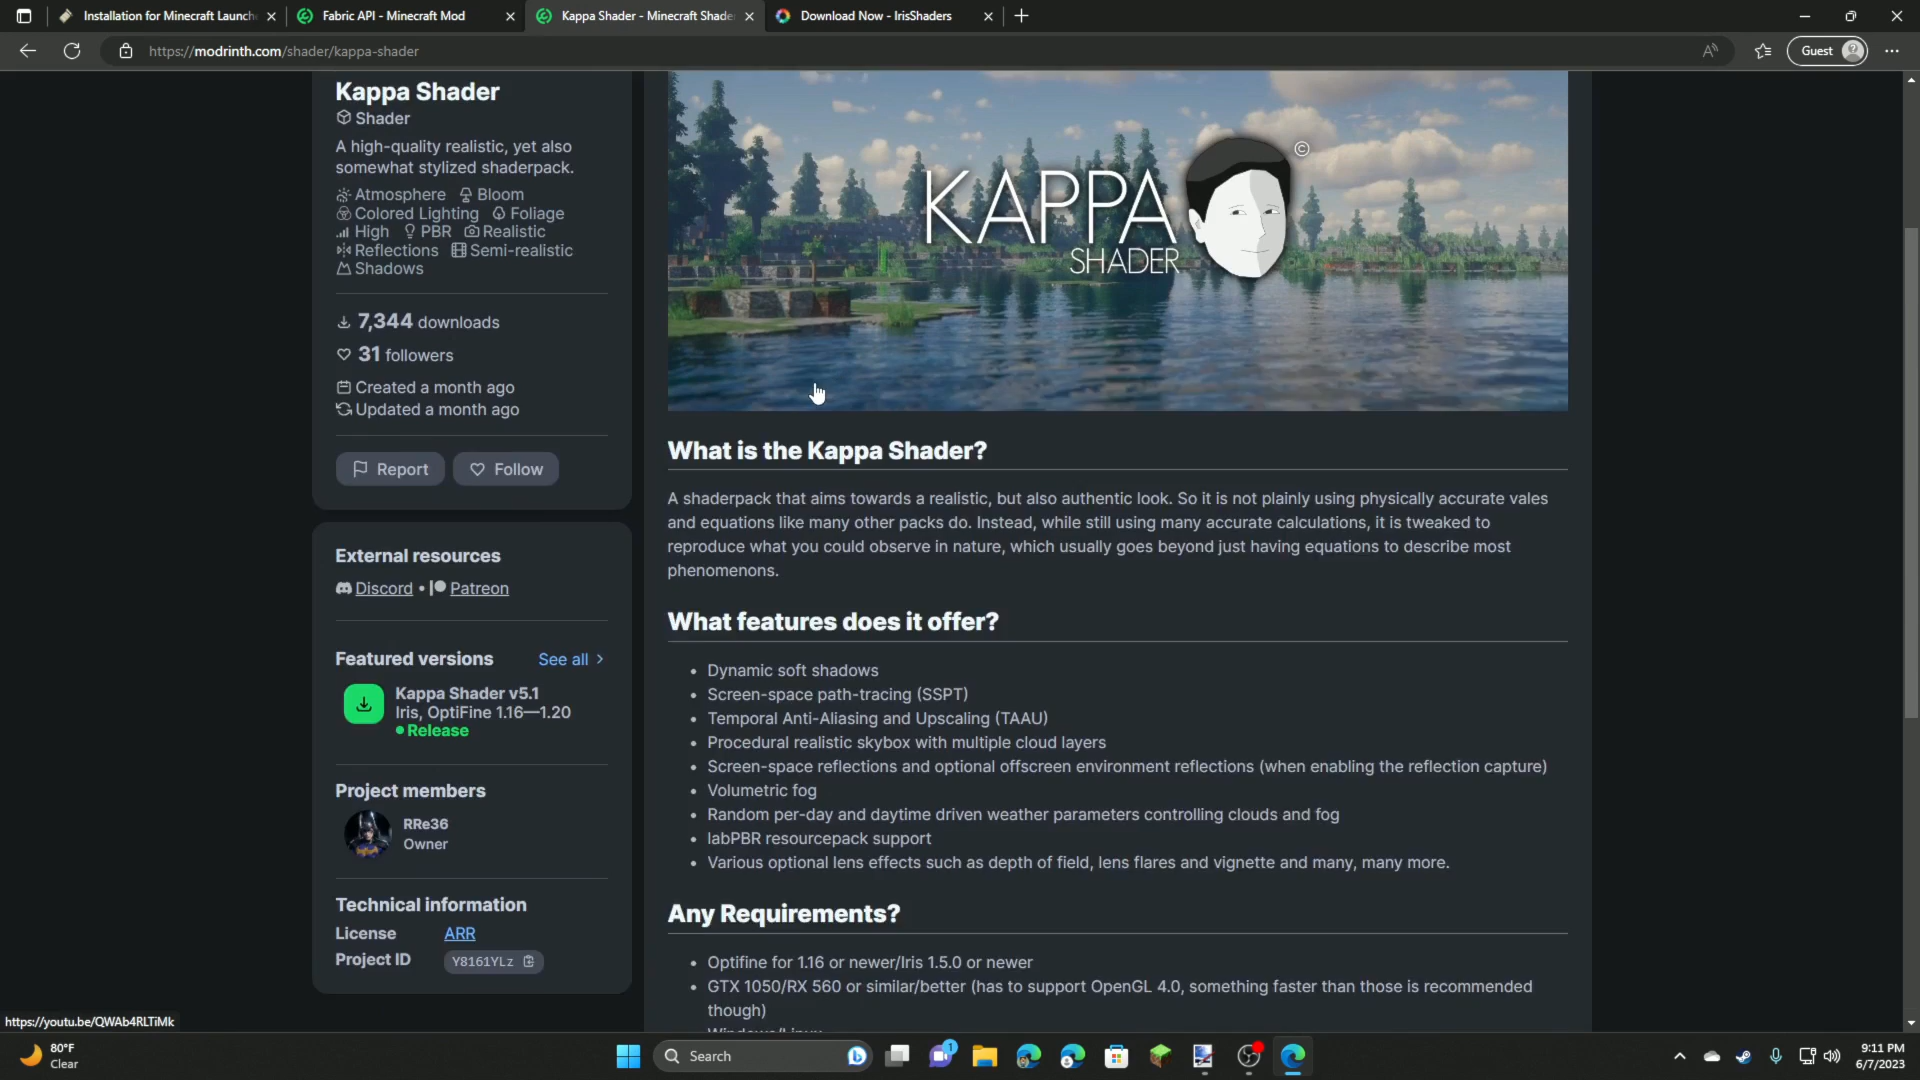 Installation for Minecraft Launche
Fabric API - Minecraft Mod
Kappa Shader - Minecraft Shade
Download Now - IrisShaders
https://modrinth.com/shader/kappa-shader
Guest
Kappa Shader
Shader
A high-quality realistic, yet also
somewhat stylized shaderpack.
Atmosphere Bloom
Colored Lighting Foliage
High PBR Realistic
Reflections Semi-realistic
Shadows
7,344 downloads
31 followers
Created a month ago
Updated a month ago
Report Follow
External resources
Discord • Patreon
Featured versions See all
Kappa Shader v5.1
Iris, OptiFine 1.16—1.20
• Release
Project members
RRe36
Owner
Technical information
License ARR
Project ID Y8161YLz
KAPPA
SHADER
©
What is the Kappa Shader?
A shaderpack that aims towards a realistic, but also authentic look. So it is not plainly using physically accurate vales
and equations like many other packs do. Instead, while still using many accurate calculations, it is tweaked to
reproduce what you could observe in nature, which usually goes beyond just having equations to describe most
phenomenons.
What features does it offer?
• Dynamic soft shadows
• Screen-space path-tracing (SSPT)
• Temporal Anti-Aliasing and Upscaling (TAAU)
• Procedural realistic skybox with multiple cloud layers
• Screen-space reflections and optional offscreen environment reflections (when enabling the reflection capture)
• Volumetric fog
• Random per-day and daytime driven weather parameters controlling clouds and fog
• labPBR resourcepack support
• Various optional lens effects such as depth of field, lens flares and vignette and many, many more.
Any Requirements?
• Optifine for 1.16 or newer/Iris 1.5.0 or newer
• GTX 1050/RX 560 or similar/better (has to support OpenGL 4.0, something faster than those is recommended
though)
• Windows/Linux
https://youtu.be/QWAb4RLTiMk
80°F
Clear
Search
1
9:11 PM
6/7/2023